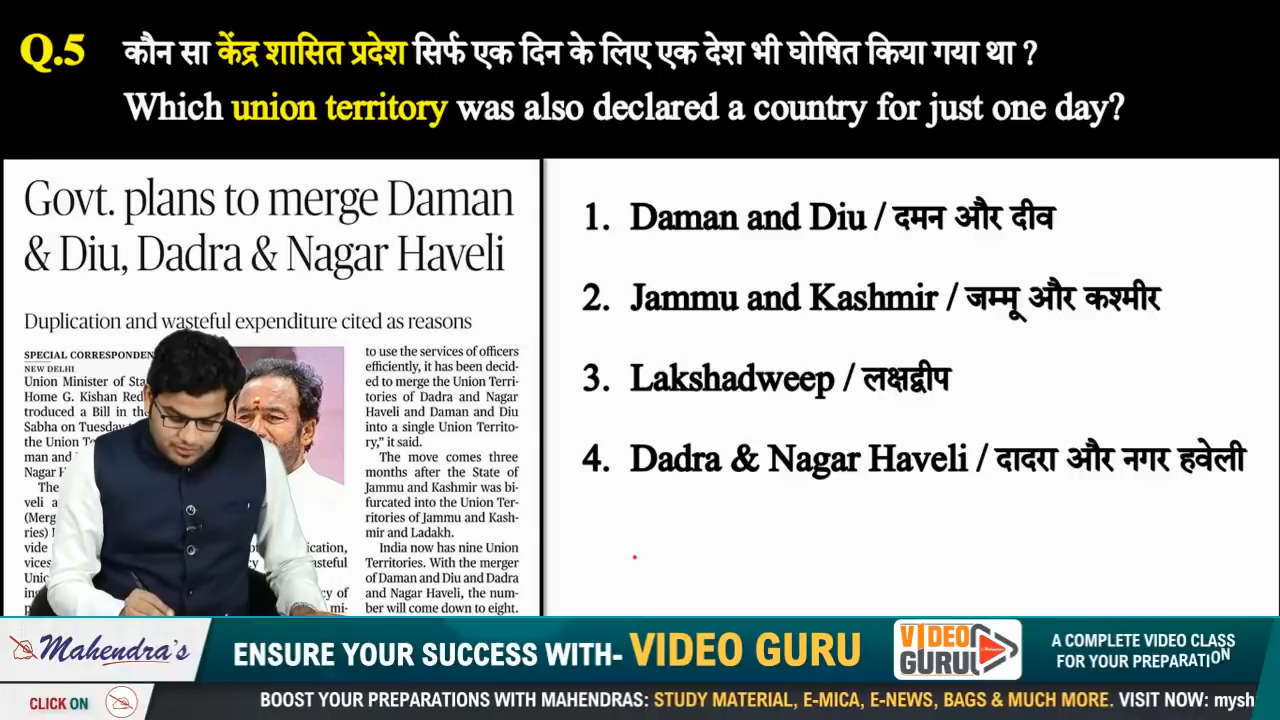 Q.5 कौन सा केंद्र शासित प्रदेश सिर्फ एक दिन के लिए एक देश भी घोषित किया गया था ?
Which union territory was also declared a country for just one day?
Govt. plans to merge Daman
& Diu, Dadra & Nagar Haveli
Duplication and wasteful expenditure cited as reasons
SPECIAL CORRESPONDEN
NEW DELHI
Union Minister of Sta
Home G. Kishan Red
troduced a Bill in the
Sabha on Tuesday
the Union Te
man and
Nagar H
The
veli a
(Merg
ries)
vide
vices
Unio
ing
to use the services of officers
efficiently, it has been decid-
ed to merge the Union Terri-
tories of Dadra and Nagar
Haveli and Daman and Diu
into a single Union Territo-
ry,” it said.
The move comes three
months after the State of
Jammu and Kashmir was bi-
furcated into the Union Ter-
ritories of Jammu and Kash-
mir and Ladakh.
India now has nine Union
Territories. With the merger
of Daman and Diu and Dadra
and Nagar Haveli, the num-
ber will come down to eight.
1. Daman and Diu / दमन और दीव
2. Jammu and Kashmir / जम्मू और कश्मीर
3. Lakshadweep / लक्षद्वीप
4. Dadra & Nagar Haveli / दादरा और नगर हवेली
Mahendra's
ENSURE YOUR SUCCESS WITH- VIDEO GURU
VIDEO
GURU
A COMPLETE VIDEO CLASS
FOR YOUR PREPARATION
CLICK ON
BOOST YOUR PREPARATIONS WITH MAHENDRAS: STUDY MATERIAL, E-MICA, E-NEWS, BAGS & MUCH MORE. VISIT NOW: mysh